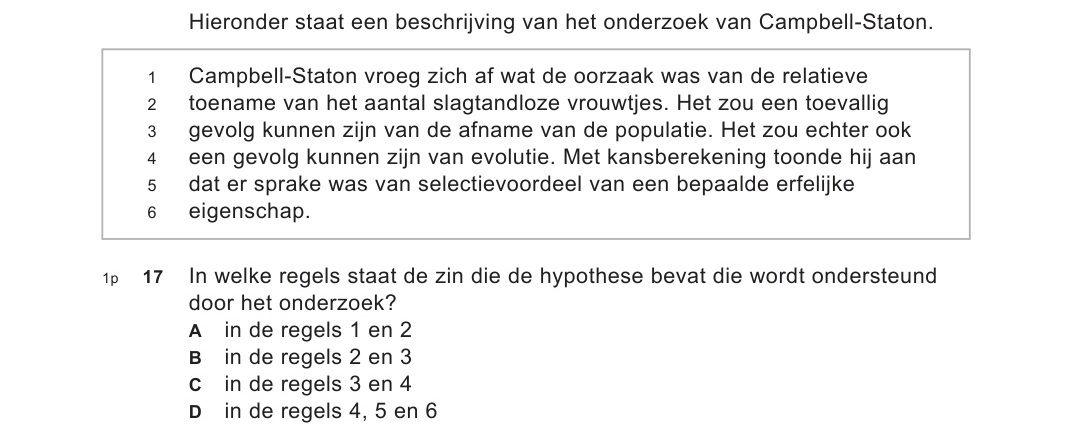 Hieronder staat een beschrijving van het onderzoek van Campbell-Staton.
1 Campbell-Staton vroeg zich af wat de oorzaak was van de relatieve
2 toename van het aantal slagtandloze vrouwtjes. Het zou een toevallig
3 gevolg kunnen zijn van de afname van de populatie. Het zou echter ook
4 een gevolg kunnen zijn van evolutie. Met kansberekening toonde hij aan
5 dat er sprake was van selectievoordeel van een bepaalde erfelijke
6 eigenschap.
1p 17 In welke regels staat de zin die de hypothese bevat die wordt ondersteund
door het onderzoek?
A in de regels 1 en 2
B in de regels 2 en 3
C in de regels 3 en 4
D in de regels 4, 5 en 6